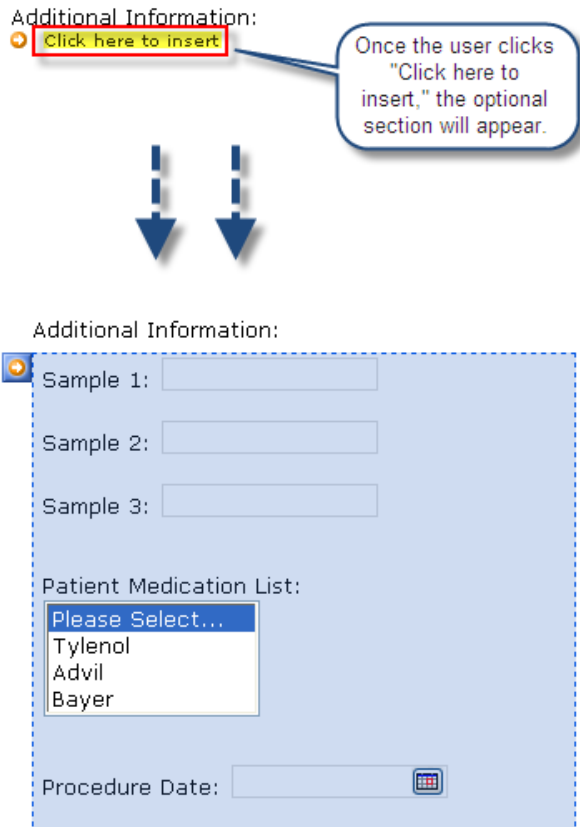 Additional Information:
Click here to insert
Once the user clicks
"Click here to
insert," the optional
section will appear.
Additional Information:
Sample 1:
Sample 2:
Sample 3:
Patient Medication List:
Please Select...
Tylenol
Advil
Bayer
Procedure Date: